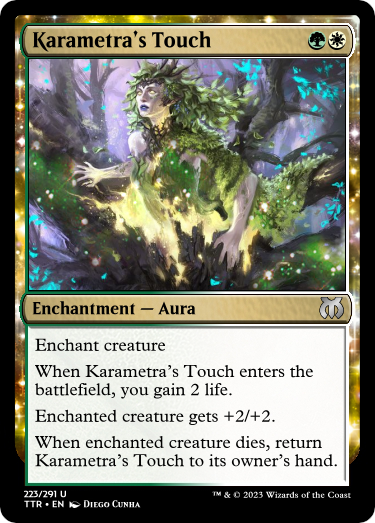 Karametra's Touch
Enchantment — Aura
Enchant creature
When Karametra's Touch enters the
battlefield, you gain 2 life.
Enchanted creature gets +2/+2.
When enchanted creature dies, return
Karametra's Touch to its owner's hand.
223/291 U
TTR • EN Diego Cunha
™ & © 2023 Wizards of the Coast